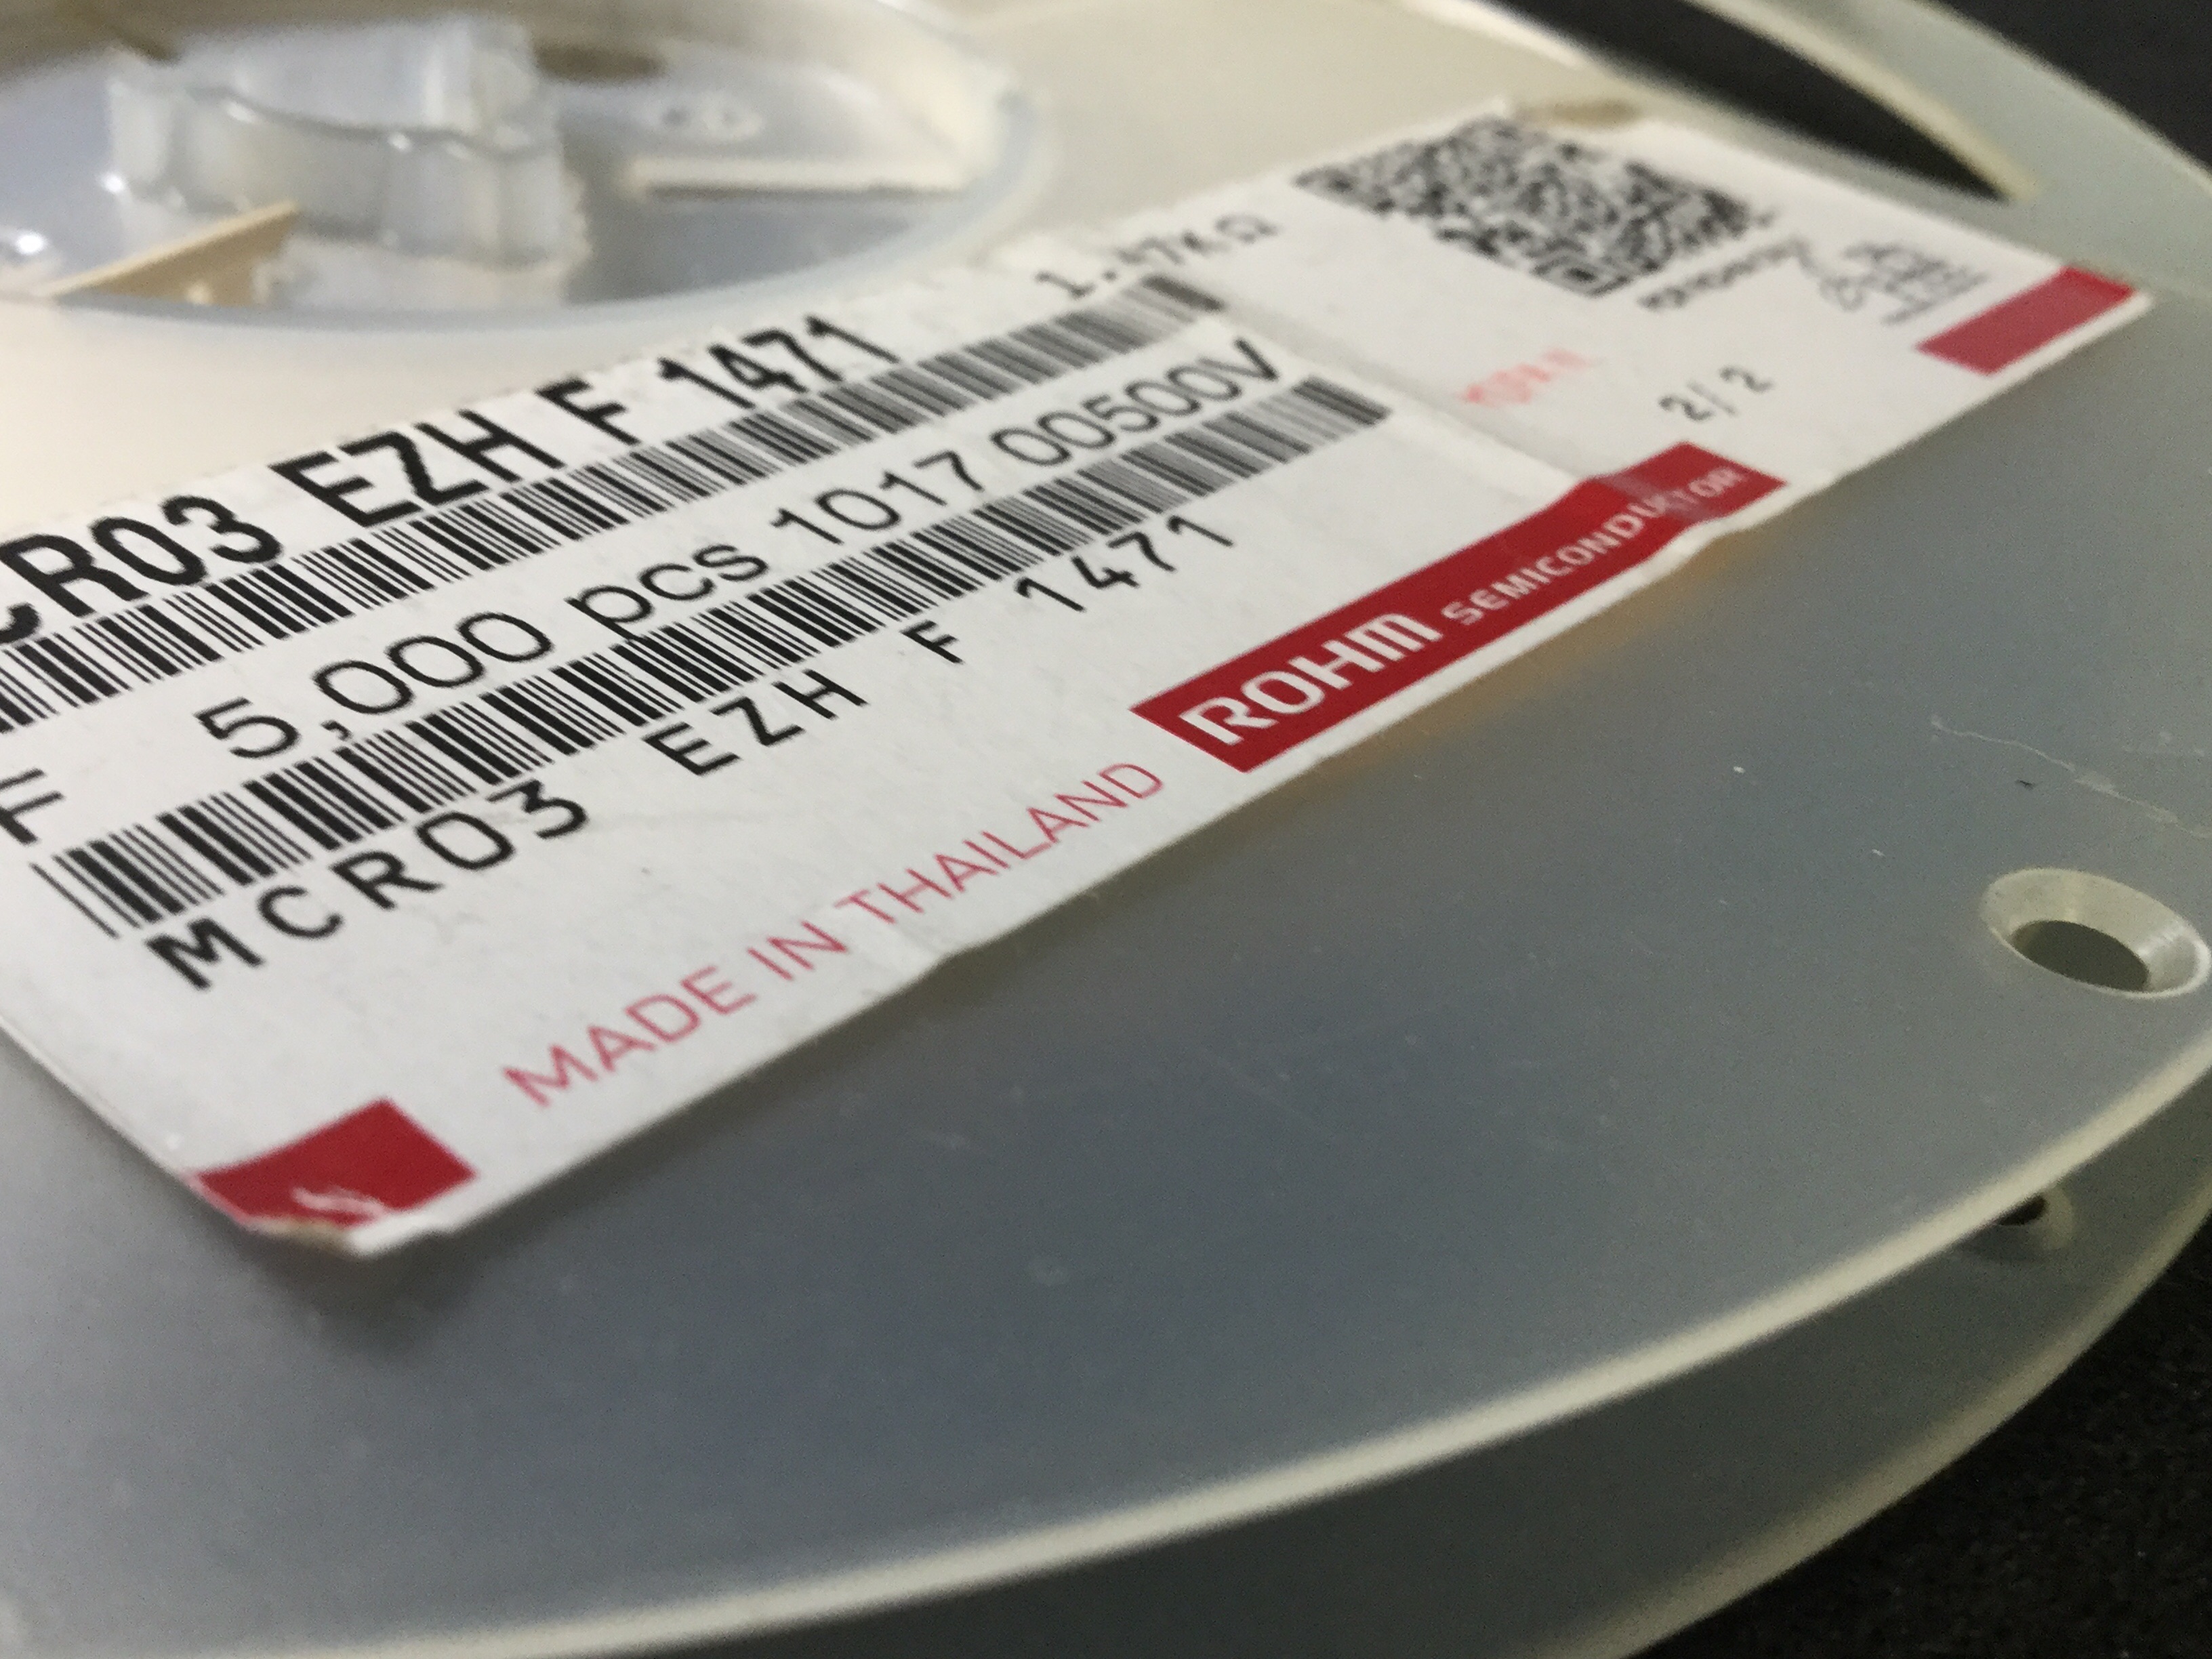 CR03 EZH F 1471
1.47KΩ
F 5,000 pcs 1017 00500V
MCR03 EZH F 1471
2/2
MADE IN THAILAND
ROHM SEMICONDUCTOR